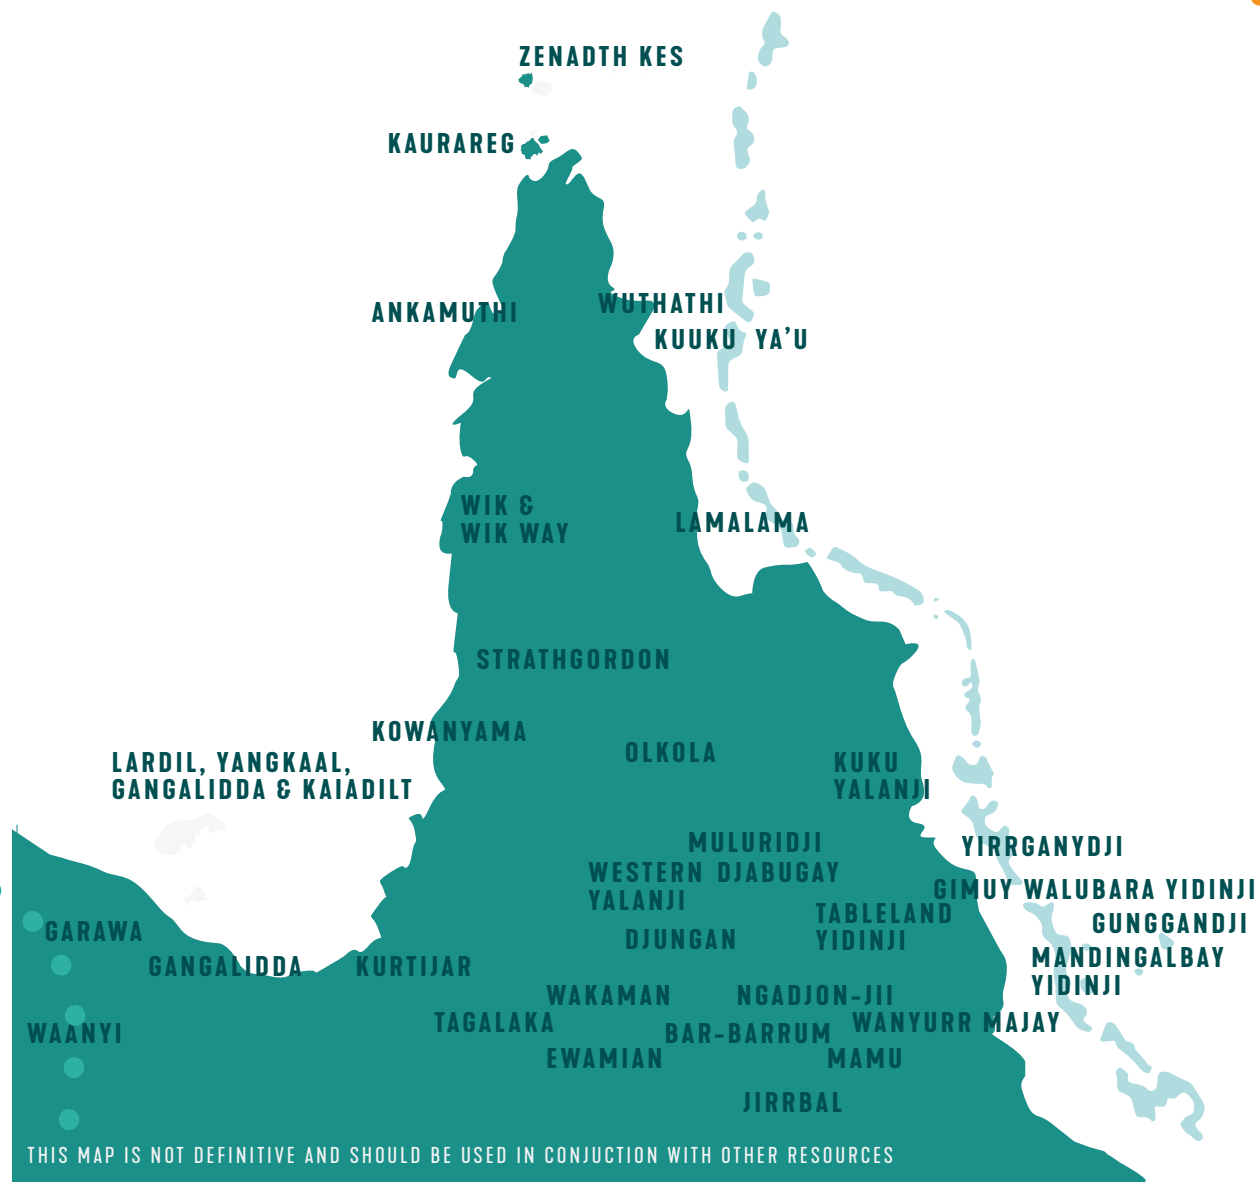 ZENADTH KES
KAURAREG
ANKAMUTHI
WUTHATHI
KUUKU YA’U
WIK &
WIK WAY
LAMALAMA
STRATHGORDON
KOWANYAMA
OLKOLA
LARDIL, YANGKAAL,
GANGALIDDA & KAIADILT
KUKU
YALANJI
MULURIDJI
YIRRGANYDJI
WESTERN
YALANJI
DJABUGAY
GIMUY WALUBARA YIDINJI
TABLELAND
YIDINJI
GUNGGANDJI
GARAWA
DJUNGAN
MANDINGALBAY
YIDINJI
GANGALIDDA
KURTIJAR
WAKAMAN
NGADJON-JII
WAANYI
TAGALAKA
BAR-BARRUM
WANYURR MAJAY
EWAMIAN
MAMU
JIRRBAL
THIS MAP IS NOT DEFINITIVE AND SHOULD BE USED IN CONJUCTION WITH OTHER RESOURCES